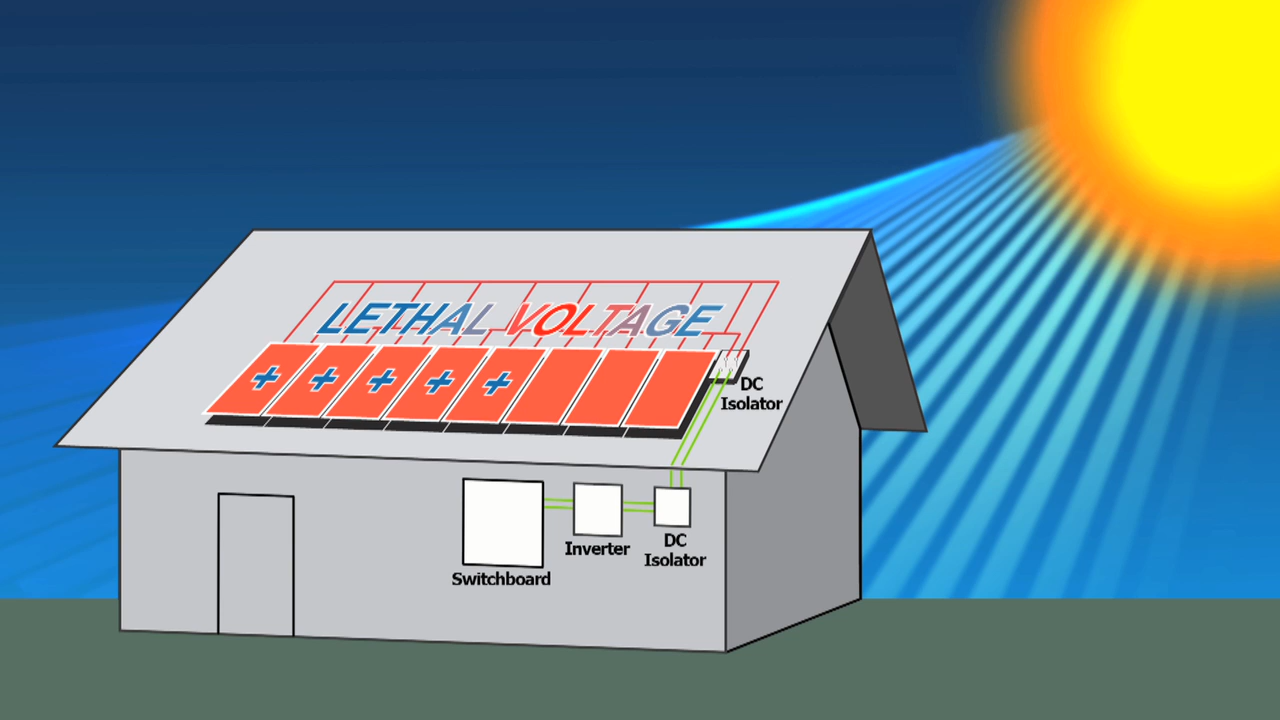 LETHAL VOLTAGE
+ + + + +
DC
Isolator
Switchboard
Inverter
DC
Isolator